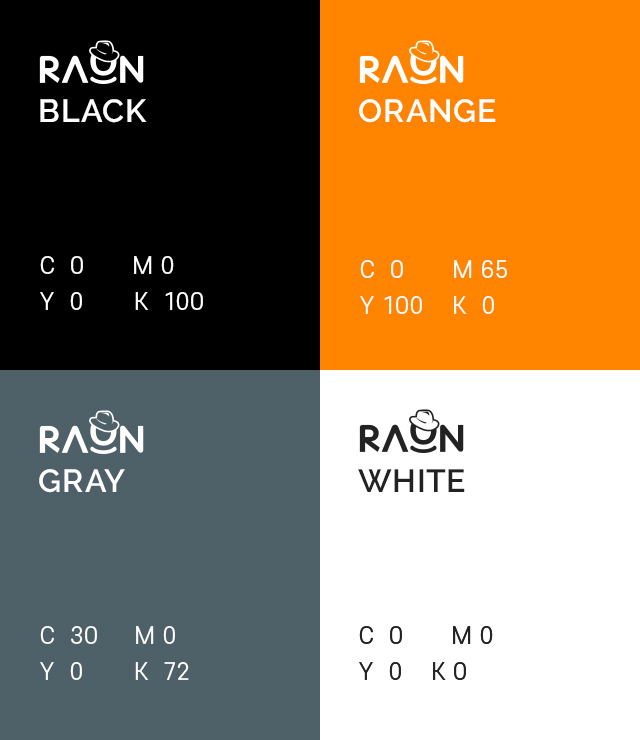 RAUN
BLACK
C 0 M 0
Y 0 K 100
RAUN
ORANGE
C 0 M 65
Y 100 K 0
RAUN
GRAY
C 30 M 0
Y 0 K 72
RAUN
WHITE
C 0 M 0
Y 0 K 0